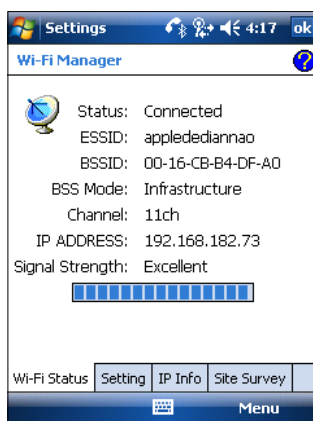 Settings 4:17 ok
Wi-Fi Manager ?
Status: Connected
ESSID: applededdiannao
BSSID: 00-16-CB-B4-DF-A0
BSS Mode: Infrastructure
Channel: 11ch
IP ADDRESS: 192.168.182.73
Signal Strength: Excellent
Wi-Fi Status Setting IP Info Site Survey
Menu